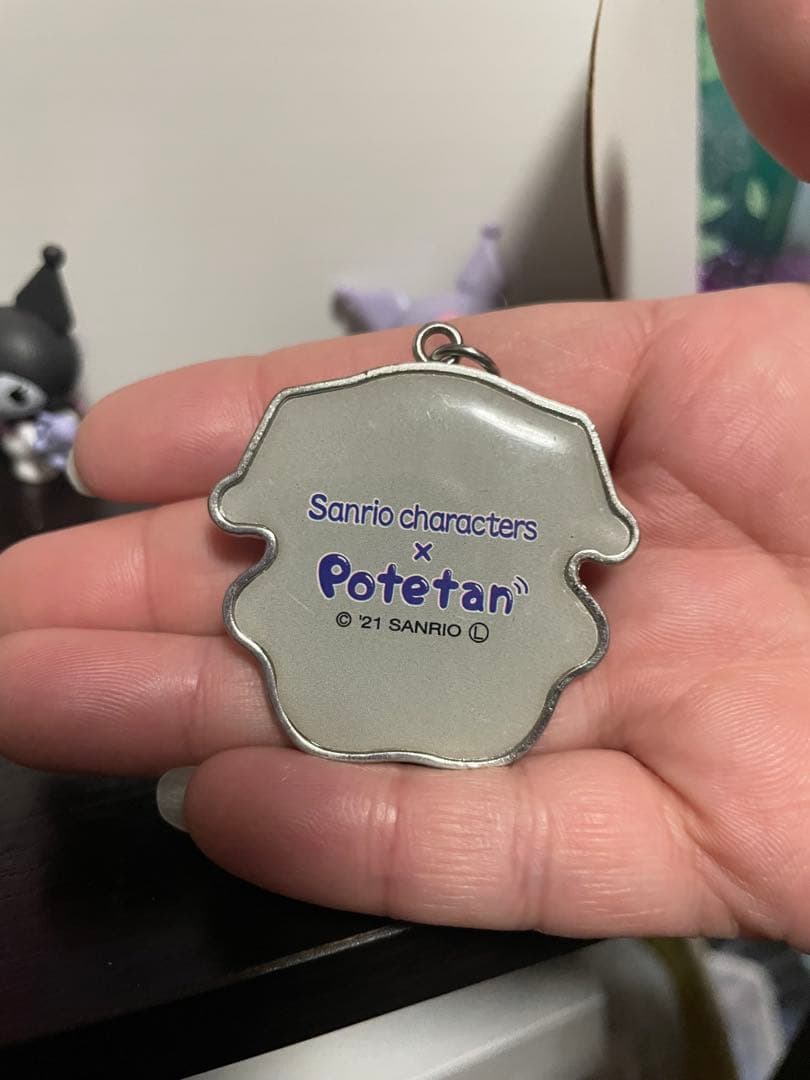 Sanrio characters
×
Potetan
© '21 SANRIO Ⓛ